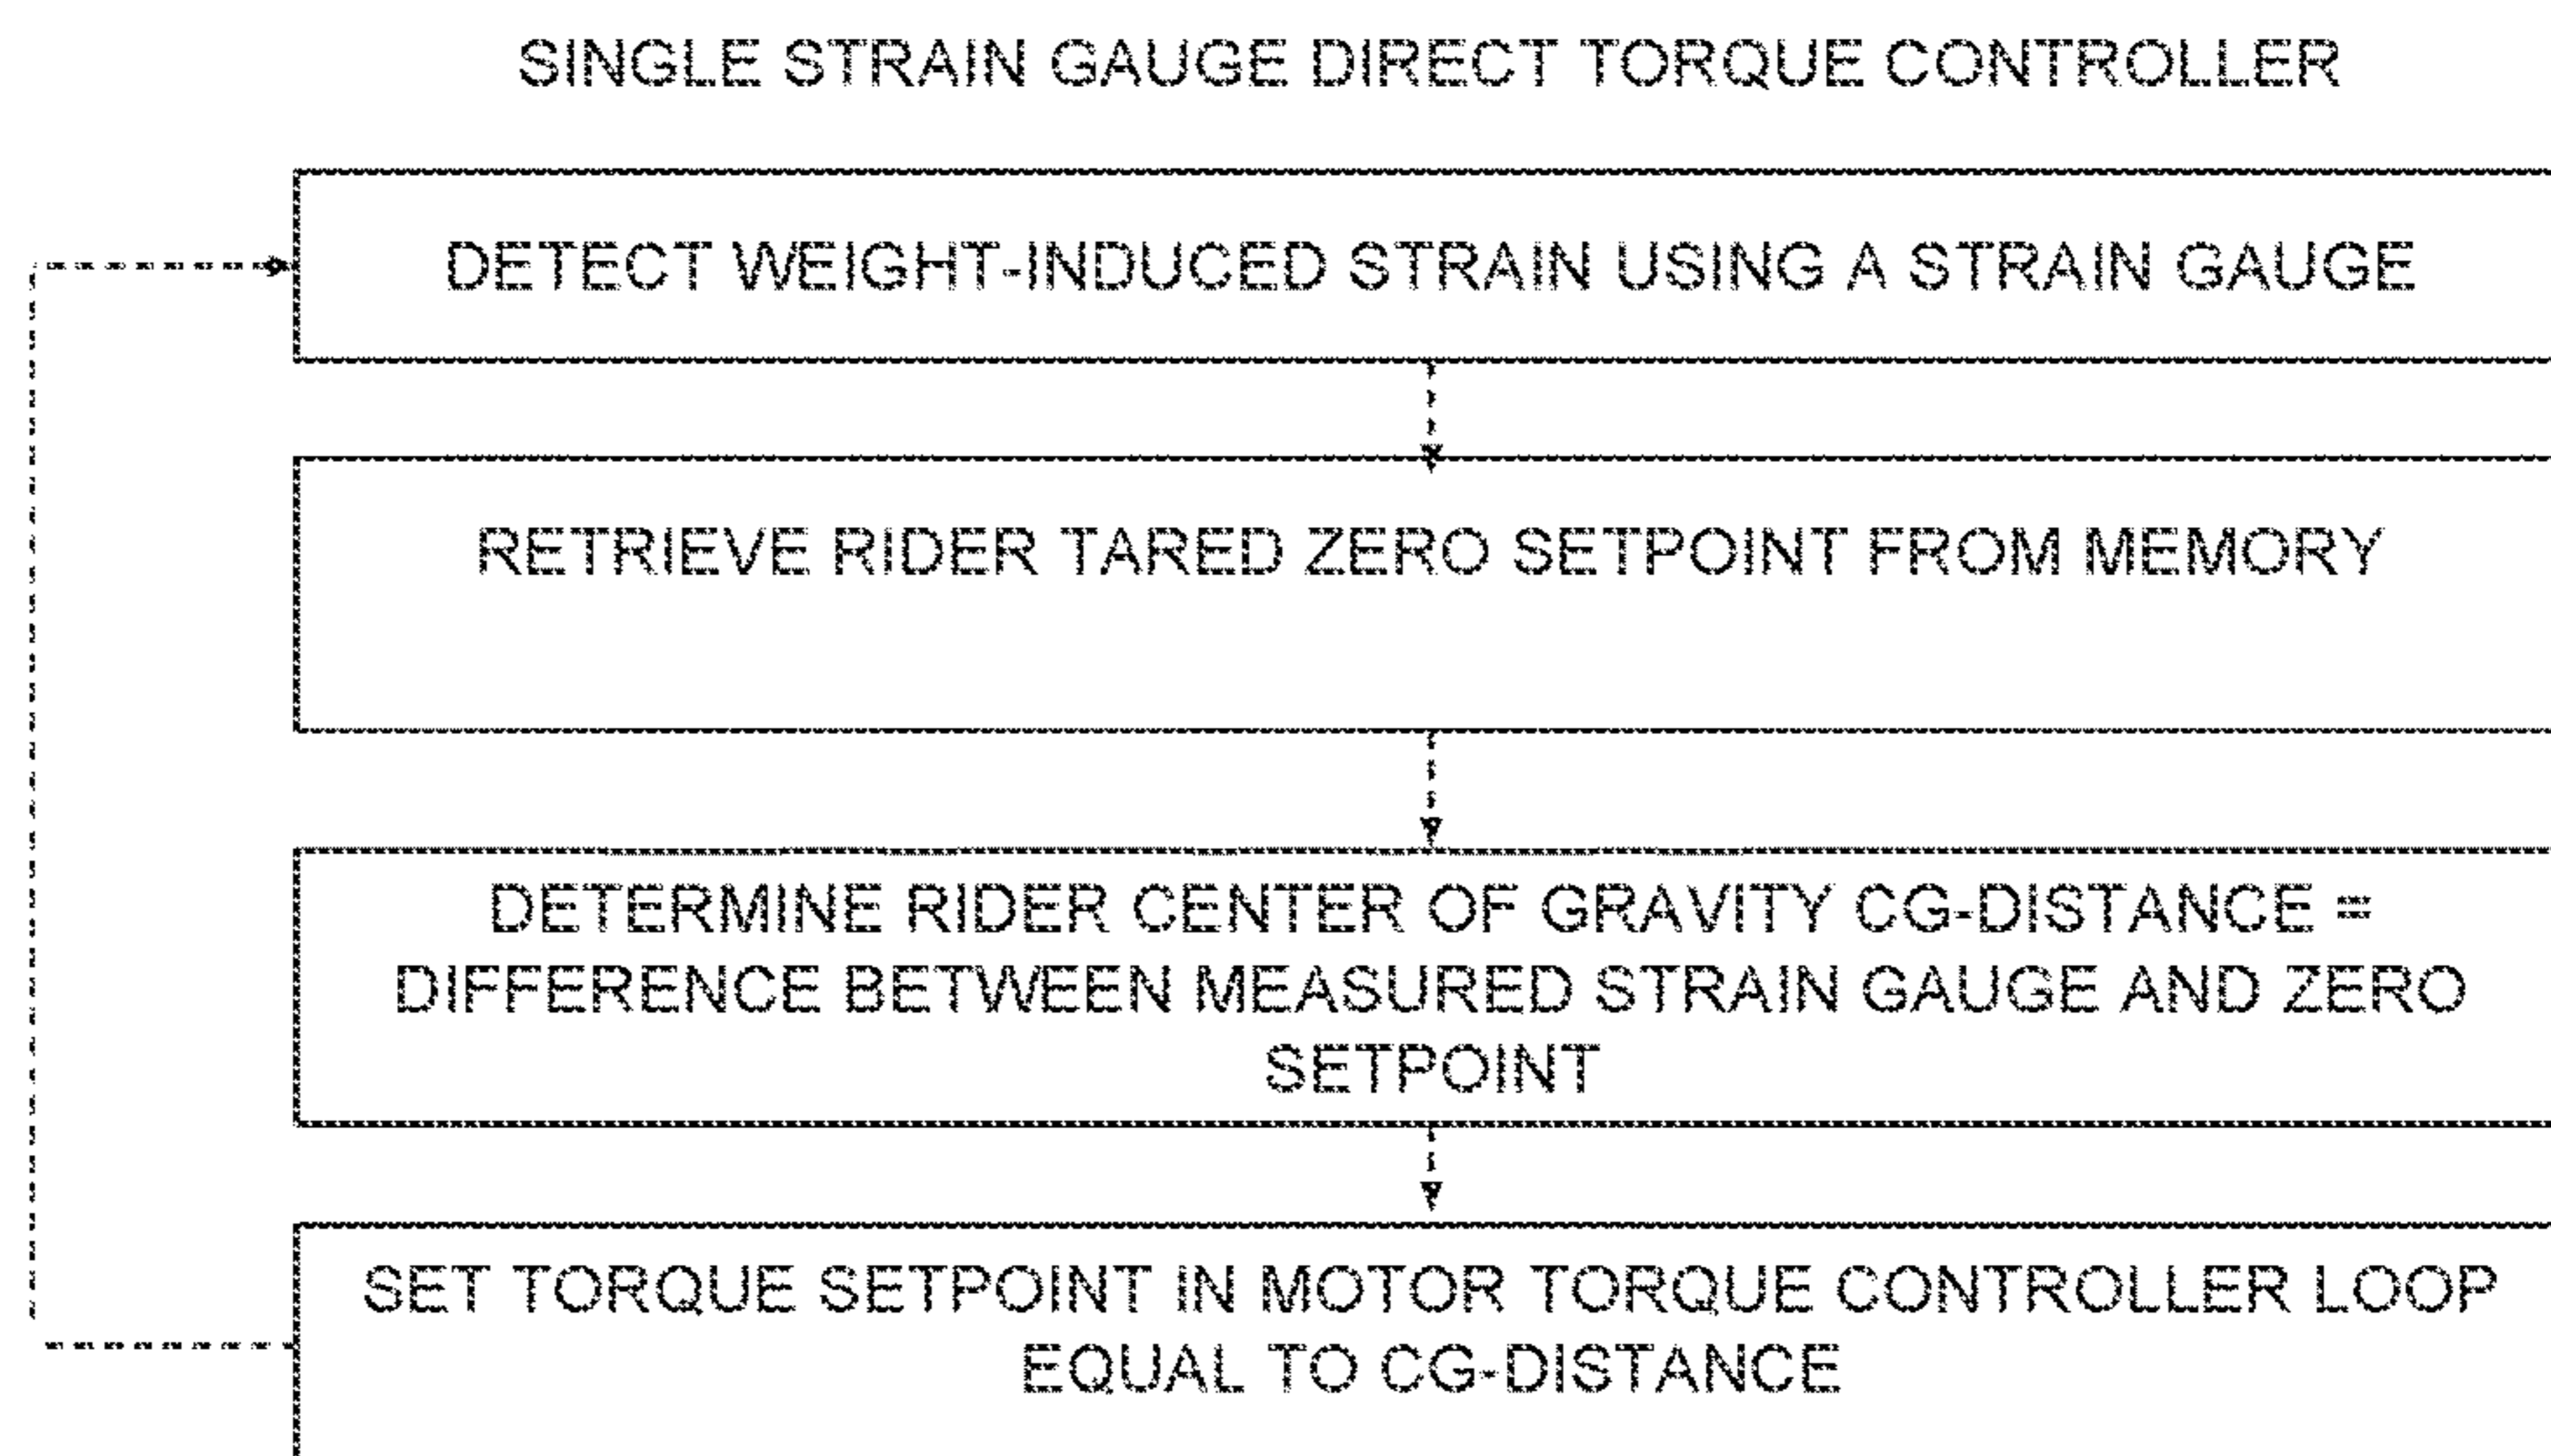 SINGLE STRAIN GAUGE DIRECT TORQUE CONTROLLER
DETECT WEIGHT-INDUCED STRAIN USING A STRAIN GAUGE
RETRIEVE RIDER TARED ZERO SETPOINT FROM MEMORY
DETERMINE RIDER CENTER OF GRAVITY CG-DISTANCE =
DIFFERENCE BETWEEN MEASURED STRAIN GAUGE AND ZERO
SETPOINT
SET TORQUE SETPOINT IN MOTOR TORQUE CONTROLLER LOOP
EQUAL TO CG-DISTANCE